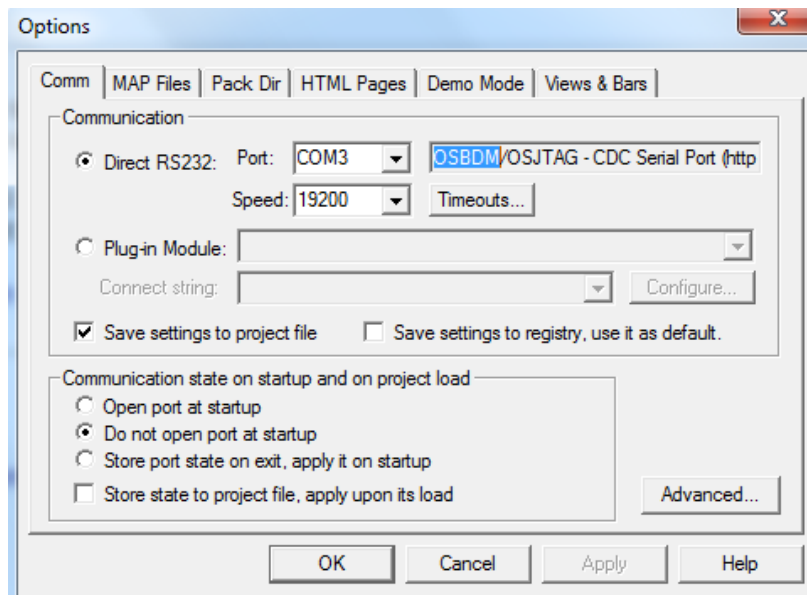 Options
Comm MAP Files Pack Dir HTML Pages Demo Mode Views & Bars
Communication
Direct RS232: Port: COM3 OSBDM/OSJTAG - CDC Serial Port (http
Speed: 19200 Timeouts...
Plug-in Module:
Connect string: Configure...
Save settings to project file Save settings to registry, use it as default.
Communication state on startup and on project load
Open port at startup
Do not open port at startup
Store port state on exit, apply it on startup
Store state to project file, apply upon its load Advanced...
OK Cancel Apply Help